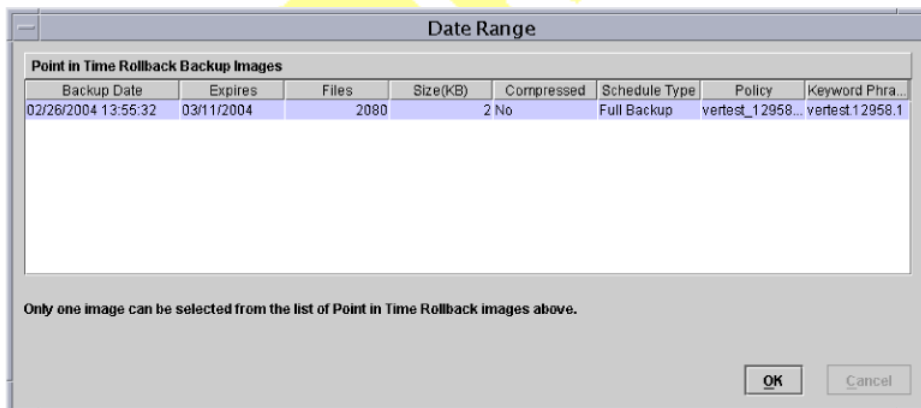 Date Range
Point in Time Rollback Backup Images
Backup Date Expires Files Size(KB) Compressed Schedule Type Policy Keyword Phra...
02/26/2004 13:55:32 03/11/2004 2080 2 No Full Backup vertest_12958... vertest.12958.1
Only one image can be selected from the list of Point in Time Rollback images above.
OK Cancel